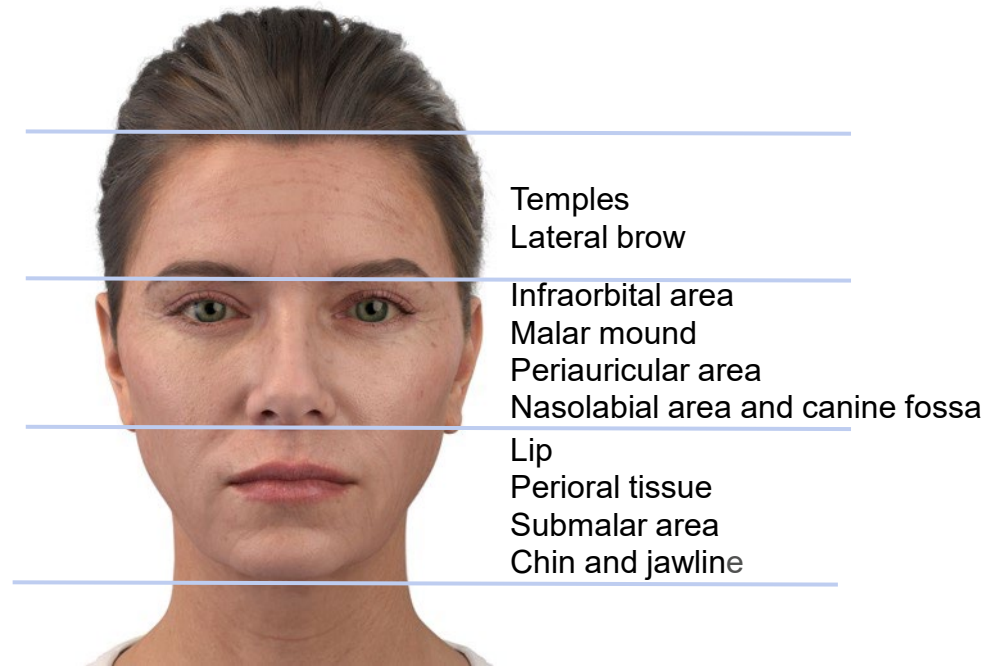 Temples
Lateral brow
Infraorbital area
Malar mound
Periauricular area
Nasolabial area and canine fossa
Lip
Perioral tissue
Submalar area
Chin and jawline